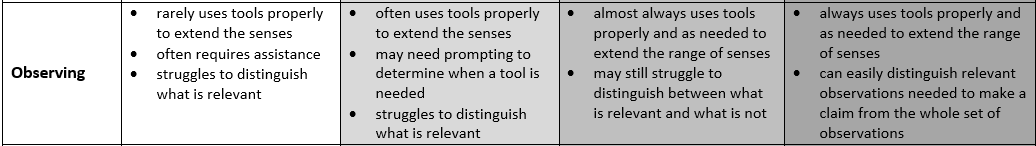 Observing
• rarely uses tools properly
to extend the senses
• often requires assistance
• struggles to distinguish
what is relevant
• often uses tools properly
to extend the senses
• may need prompting to
determine when a tool is
needed
• struggles to distinguish
what is relevant
• almost always uses tools
properly and as needed to
extend the range of senses
• may still struggle to
distinguish between what
is relevant and what is not
• always uses tools properly and
as needed to extend the range
of senses
• can easily distinguish relevant
observations needed to make a
claim from the whole set of
observations